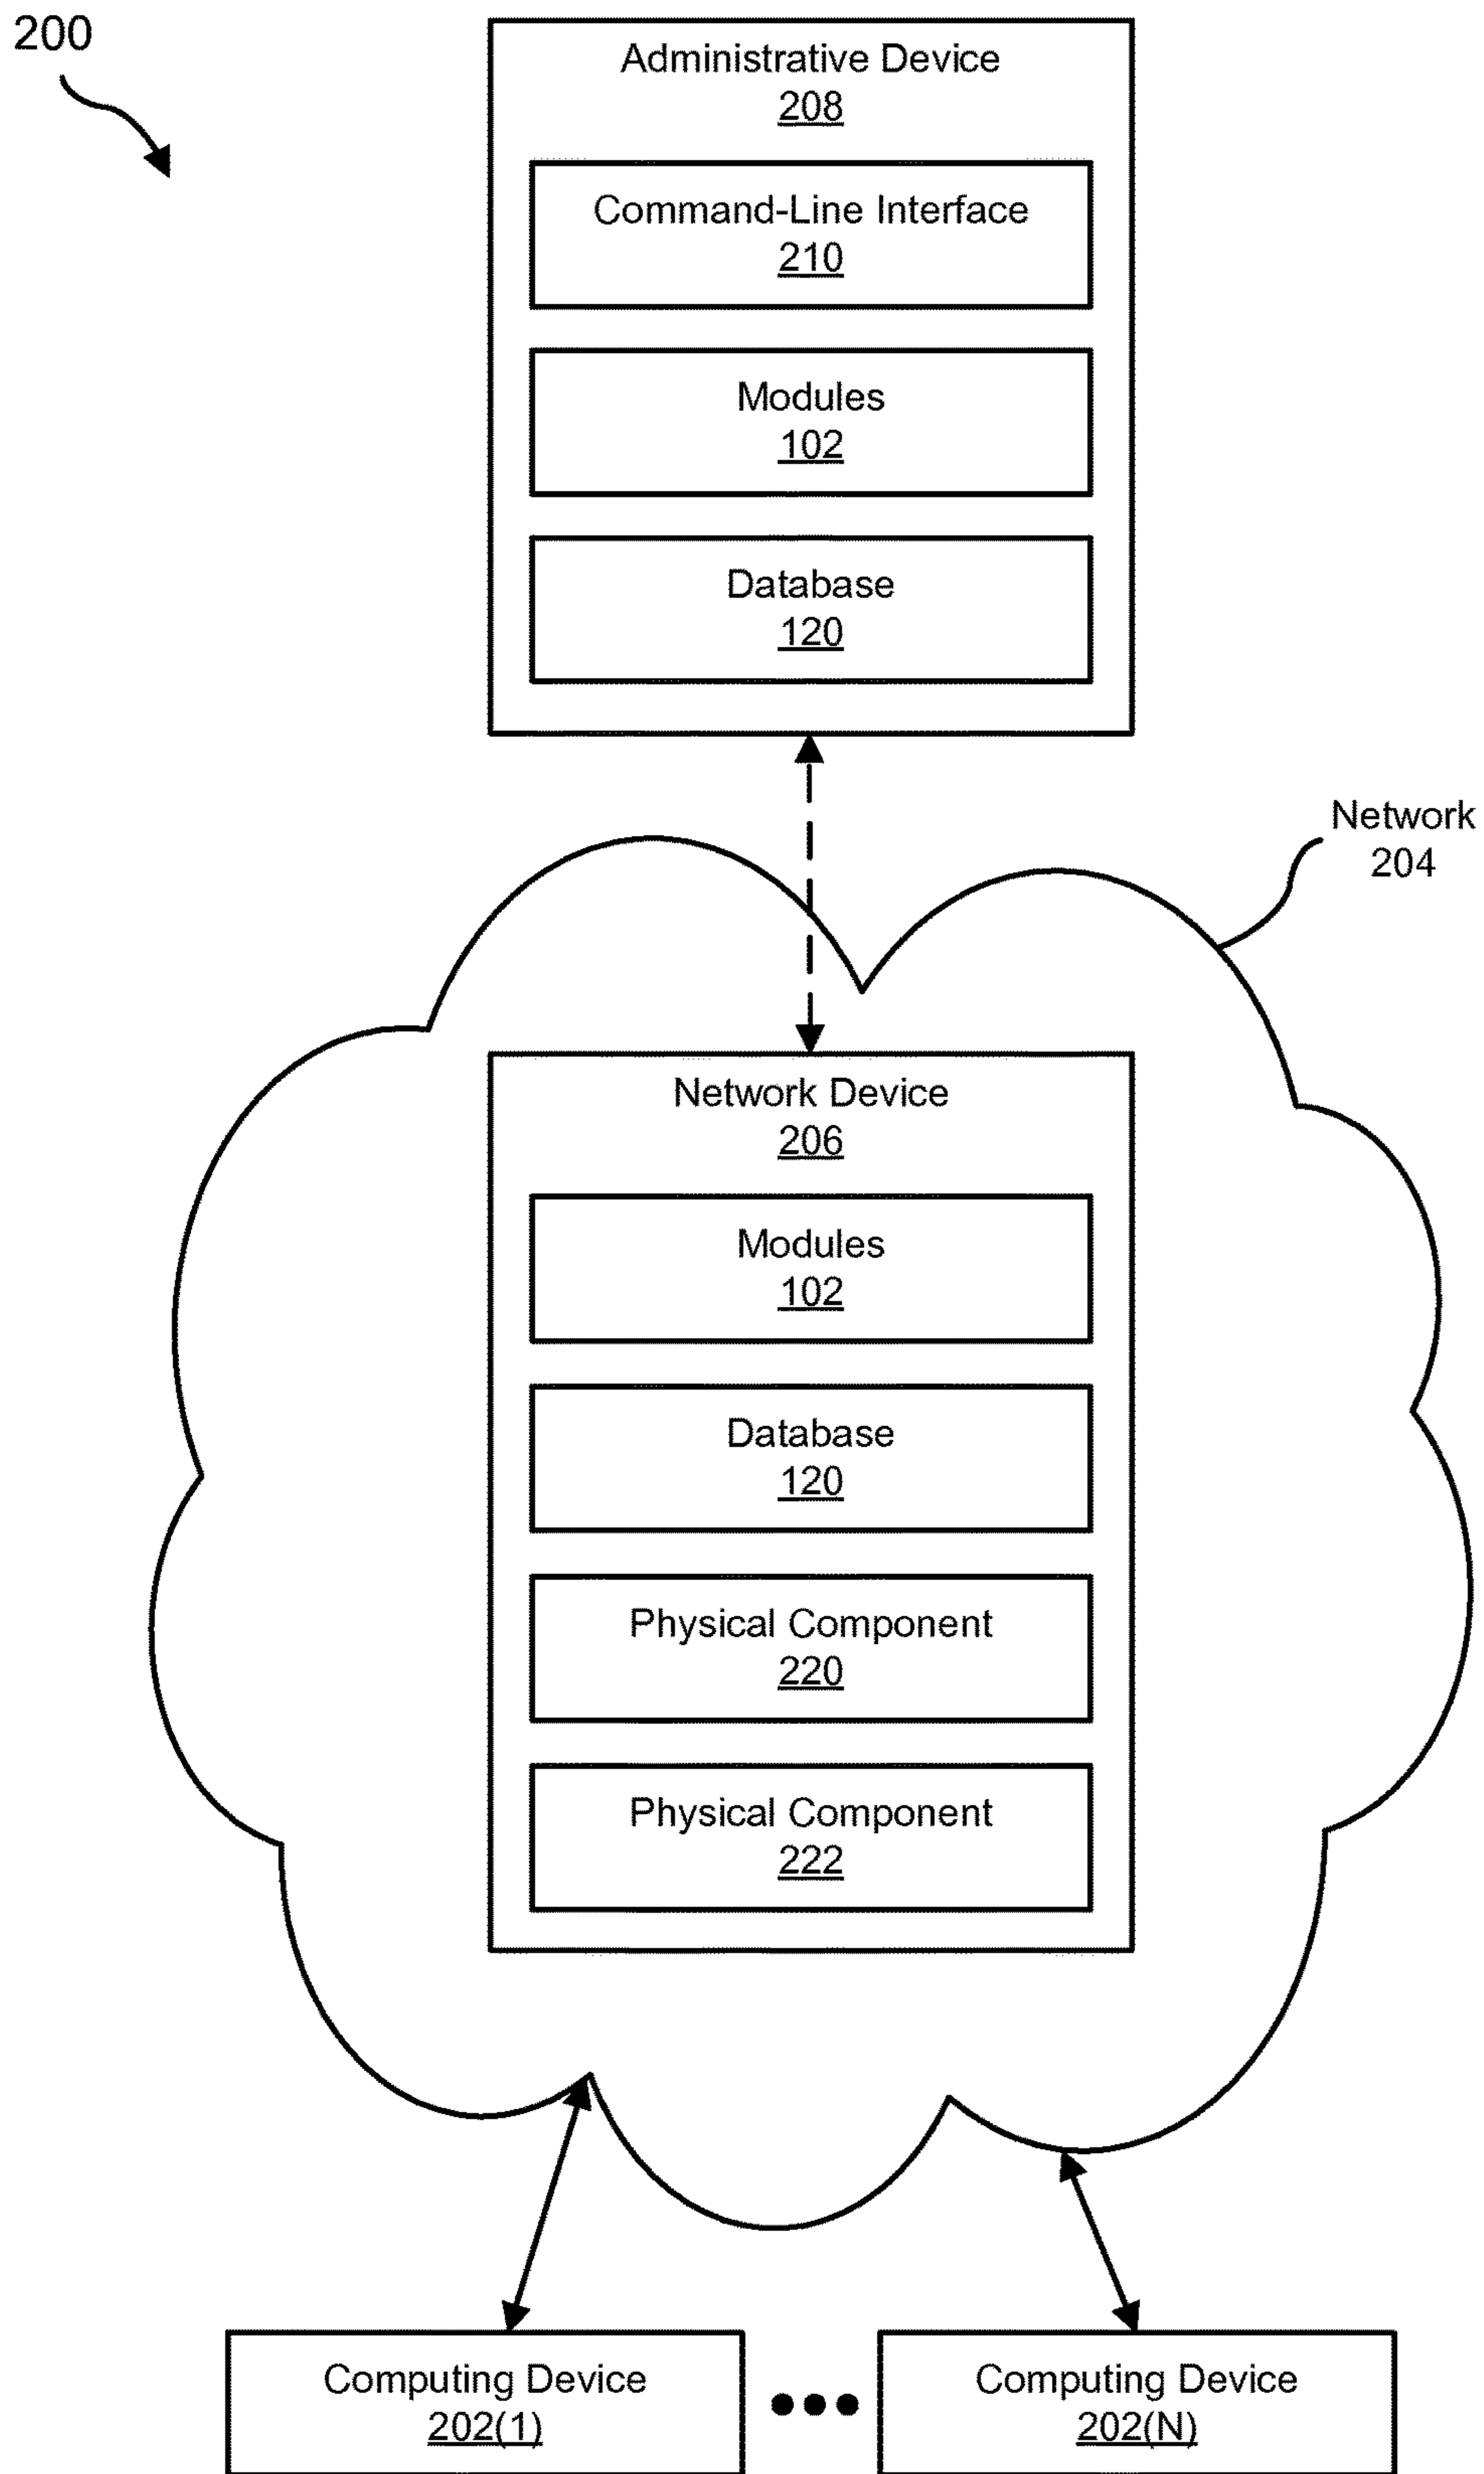 200
Administrative Device
208
Command-Line Interface
210
Modules
102
Database
120
Network
204
Network Device
206
Modules
102
Database
120
Physical Component
220
Physical Component
222
Computing Device
202(1)
Computing Device
202(N)